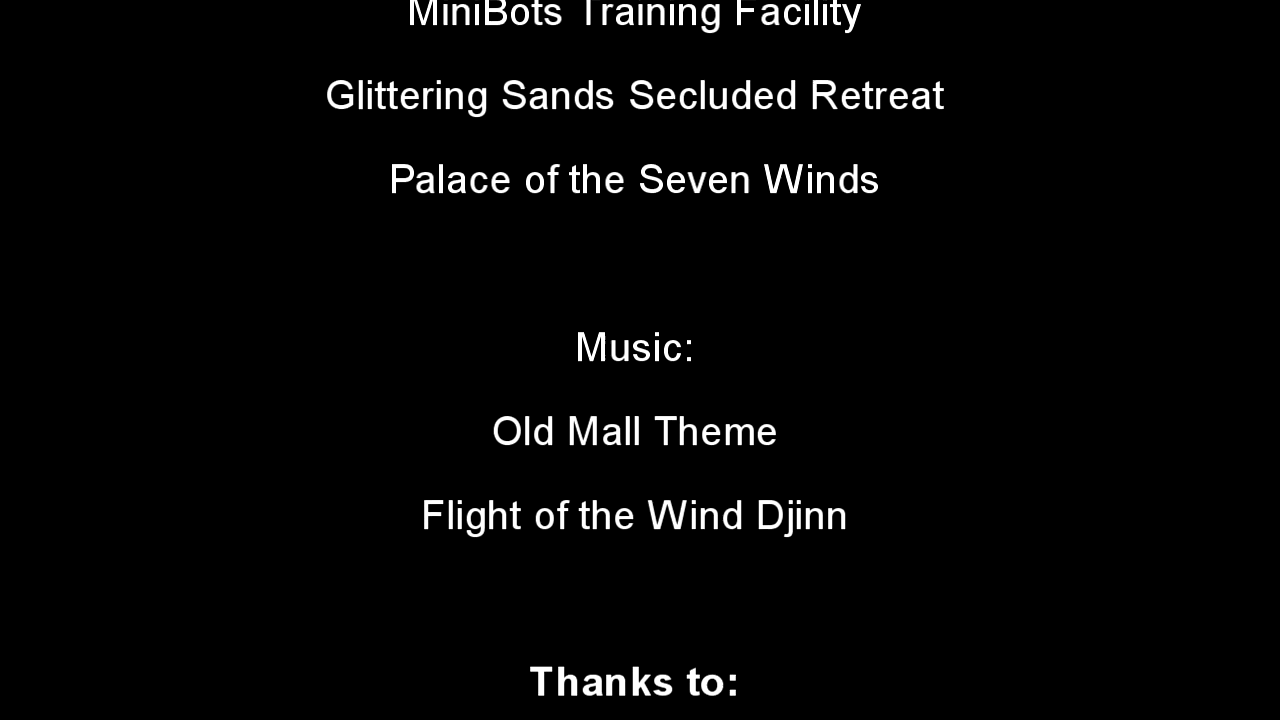 MiniBots Training Facility
Glittering Sands Secluded Retreat
Palace of the Seven Winds
Music:
Old Mall Theme
Flight of the Wind Djinn
Thanks to: